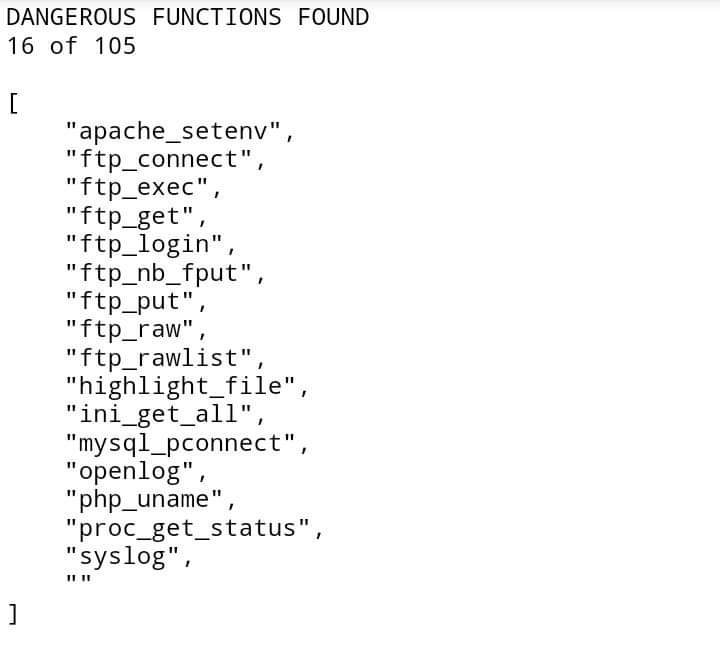 DANGEROUS FUNCTIONS FOUND
16 of 105
[
"apache_setenv",
"ftp_connect",
"ftp_exec",
"ftp_get",
"ftp_login",
"ftp_nb_fput",
"ftp_put",
"ftp_raw",
"ftp_rawlist",
"highlight_file",
"ini_get_all",
"mysql_pconnect",
"openlog",
"php_uname",
"proc_get_status",
"syslog",
""
]